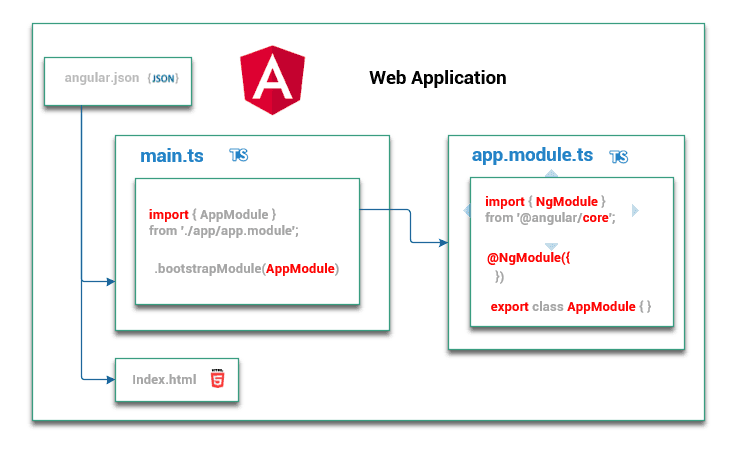 angular.json {JSON}
Web Application
main.ts TS
import { AppModule }
from './app/app.module';
.bootstrapModule(AppModule)
app.module.ts TS
import { NgModule }
from '@angular/core';
@NgModule({
})
export class AppModule { }
Index.html HTML 5